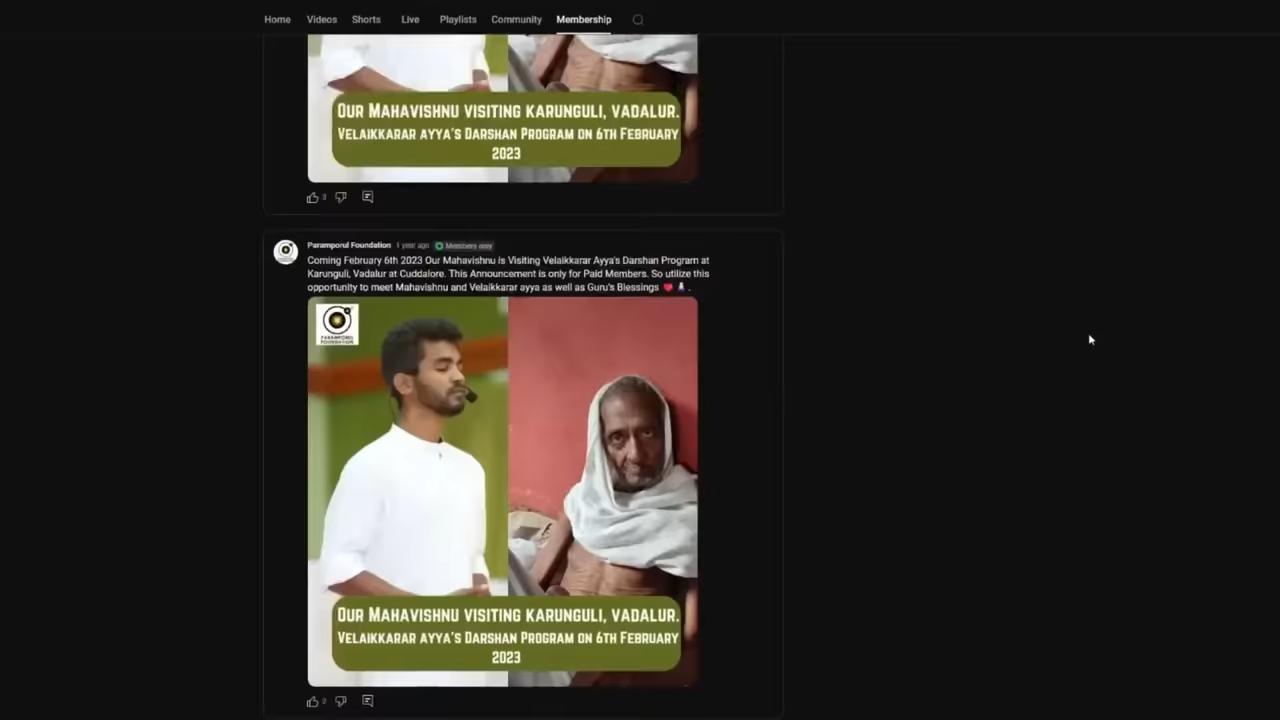 Home Videos Shorts Live Playlists Community Membership
OUR MAHAVISHNU VISITING KARUNGULI, VADALUR.
VELAIKKARAR AYYA'S DARSHAN PROGRAM ON 6TH FEBRUARY
2023
3
Paramporul Foundation 1 year ago Members only
Coming February 6th 2023 Our Mahavishnu is Visiting Velaikkarar Ayya's Darshan Program at
Karunguli, Vadalur at Cuddalore. This Announcement is only for Paid Members. So utilize this
opportunity to meet Mahavishnu and Velaikkarar ayya as well as Guru's Blessings ❤️ .
PARAMPORUL
FOUNDATION
OUR MAHAVISHNU VISITING KARUNGULI, VADALUR.
VELAIKKARAR AYYA'S DARSHAN PROGRAM ON 6TH FEBRUARY
2023